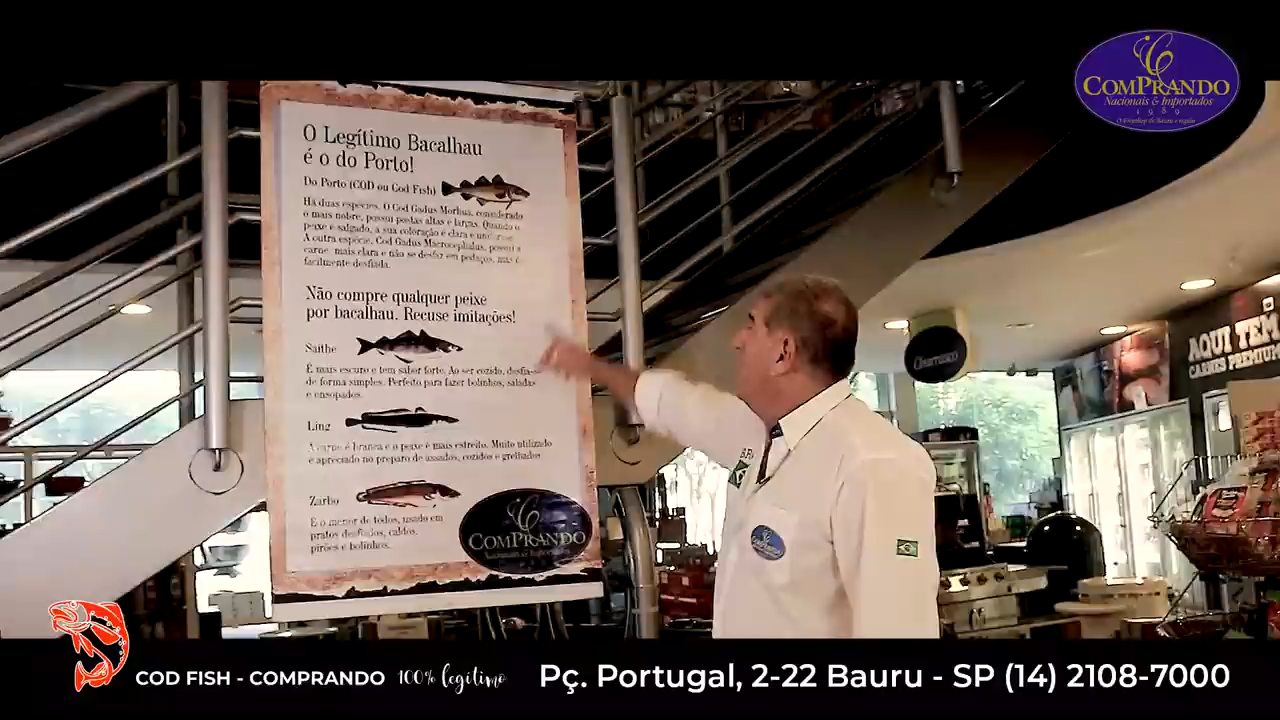 COMPRANDO
Nacionais & Importados
1989
O Legítimo Bacalhau
é o do Porto!
Do Porto (COD ou Cod Fish)
Há duas espécies. O Cod Gadus Morhua, considerado
o mais nobre, possui postas altas e largas. Quando o
peixe é salgado, a sua coloração é clara e uniforme.
A outra espécie, Cod Gadus Macrocephalus, possui a
carne mais clara e não se desfaz em pedaços, mas é
facilmente desfiada.
Não compre qualquer peixe
por bacalhau. Recuse imitações!
Saithe
É mais escuro e tem sabor forte. Ao ser cozido, desfia-se
de forma simples. Perfeito para fazer bolinhos, saladas
e ensopados.
Ling
A carne é branca e o peixe é mais estreito. Muito utilizado
e apreciado no preparo de assados, cozidos e grelhados
Zarbo
É o menor de todos, usado em
pratos desfiados, caldos,
pirões e bolinhos.
COMPRANDO
Nacionais & Importados
Churrasco
AQUI TEM
CARNES PREMIUM
COD FISH - COMPRANDO 100% legítimo
Pç. Portugal, 2-22 Bauru - SP (14) 2108-7000